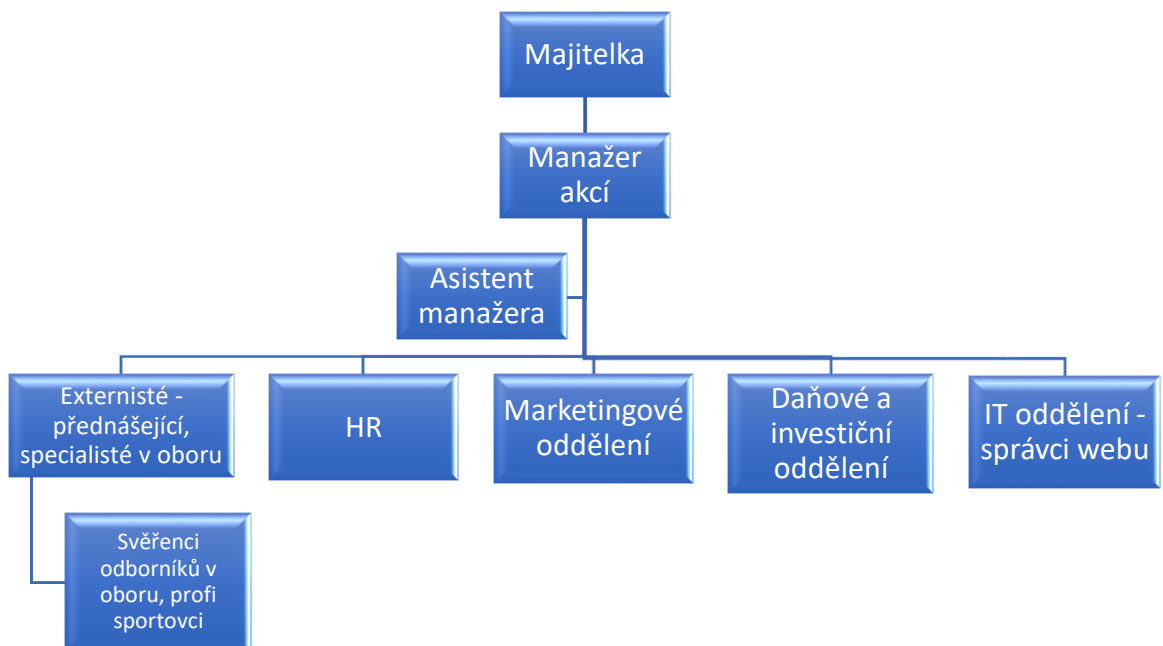 Majitelka
Manažer
akcí
Asistent
manažera
Externisté -
přednášející,
specialisté v oboru
HR
Marketingové
oddělení
Daňové a
investiční
oddělení
IT oddělení -
správci webu
Svěřenci
odborníků v
oboru, profi
sportovci